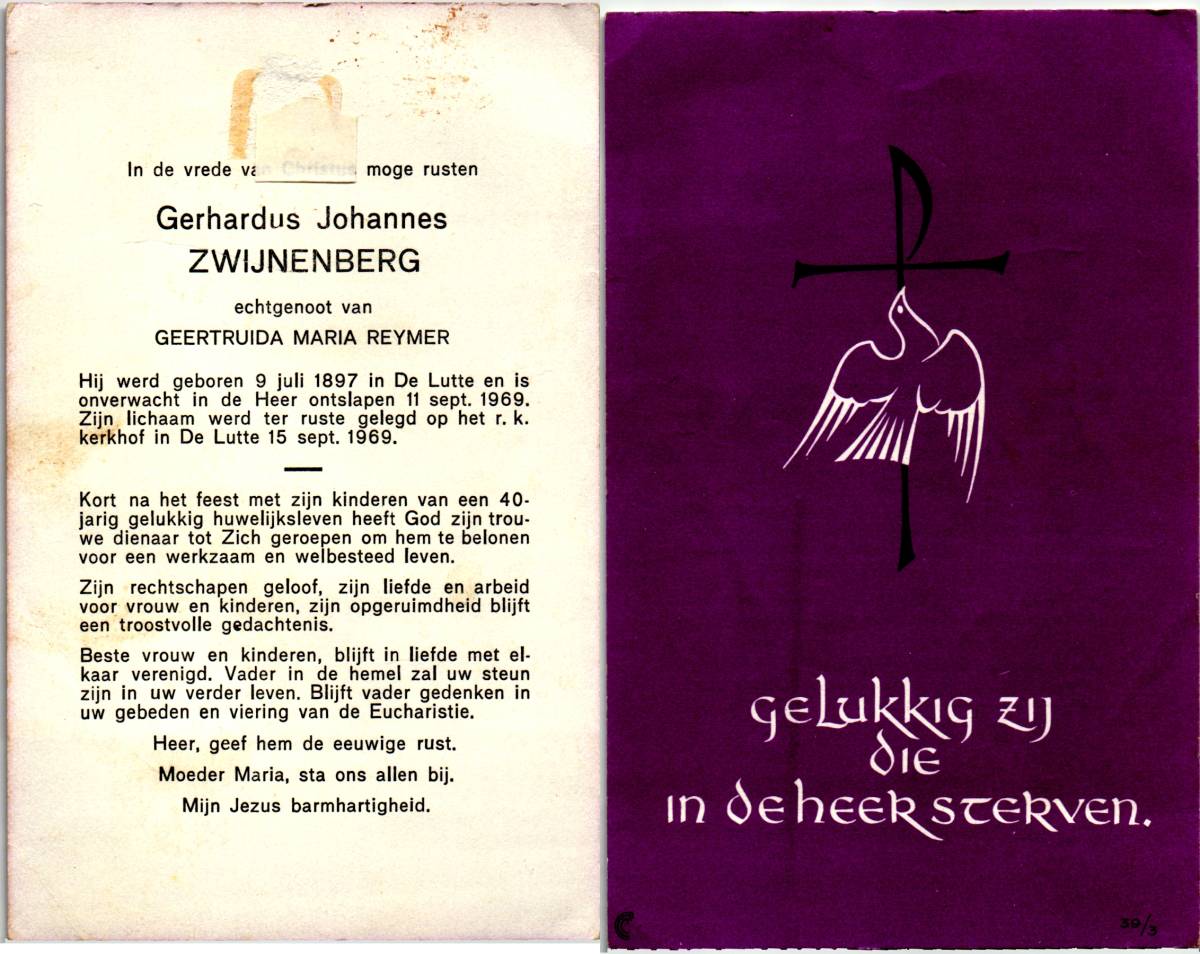 In de vrede van Christus moge rusten
Gerhardus Johannes
ZWIJNENBERG
echtgenoot van
GEERTRUIDA MARIA REYMER
Hij werd geboren 9 juli 1897 in De Lutte en is
onverwacht in de Heer ontslapen 11 sept. 1969.
Zijn lichaam werd ter ruste gelegd op het r. k.
kerkhof in De Lutte 15 sept. 1969.
Kort na het feest met zijn kinderen van een 40-
jarig gelukkig huwelijksleven heeft God zijn trou-
we dienaar tot Zich geroepen om hem te belonen
voor een werkzaam en welbesteed leven.
Zijn rechtschapen geloof, zijn liefde en arbeid
voor vrouw en kinderen, zijn opgeruimdheid blijft
een troostvolle gedachtenis.
Beste vrouw en kinderen, blijft in liefde met el-
kaar verenigd. Vader in de hemel zal uw steun
zijn in uw verder leven. Blijft vader gedenken in
uw gebeden en viering van de Eucharistie.
Heer, geef hem de eeuwige rust.
Moeder Maria, sta ons allen bij.
Mijn Jezus barmhartigheid.
GELUKKIG ZIJ
DIE
IN DE HEER STERVEN.
39/3